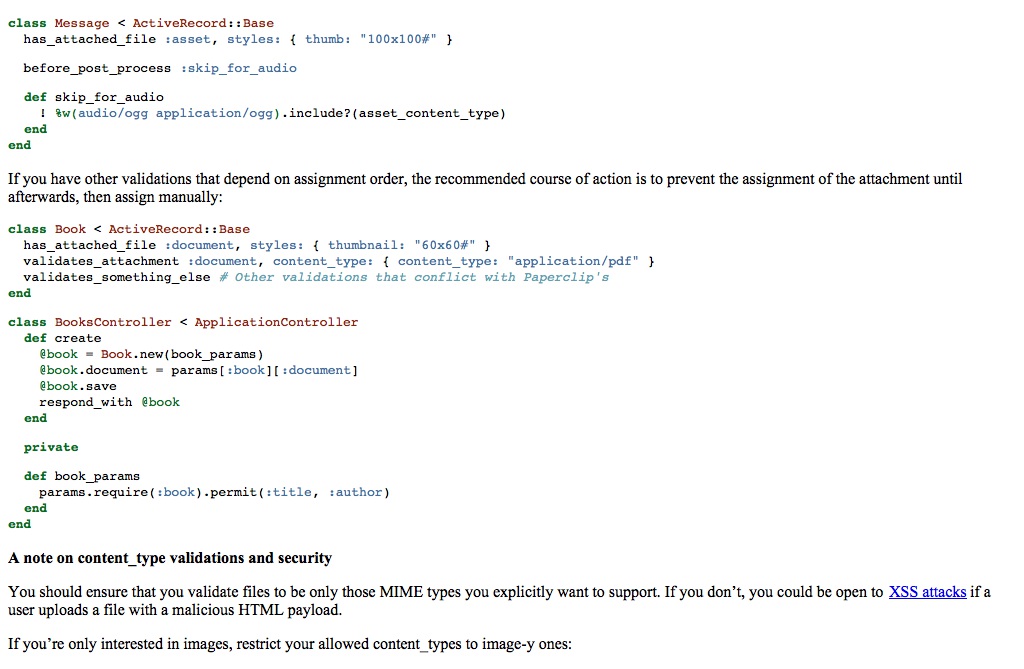 class Message < ActiveRecord::Base
  has_attached_file :asset, styles: { thumb: "100x100#" }

  before_post_process :skip_for_audio

  def skip_for_audio
    ! %w(audio/ogg application/ogg).include?(asset_content_type)
  end
end

If you have other validations that depend on assignment order, the recommended course of action is to prevent the assignment of the attachment until
afterwards, then assign manually:

class Book < ActiveRecord::Base
  has_attached_file :document, styles: { thumbnail: "60x60#" }
  validates_attachment :document, content_type: { content_type: "application/pdf" }
  validates_something_else # Other validations that conflict with Paperclip's
end

class BooksController < ApplicationController
  def create
    @book = Book.new(book_params)
    @book.document = params[:book][:document]
    @book.save
    respond_with @book
  end

  private

  def book_params
    params.require(:book).permit(:title, :author)
  end
end

A note on content_type validations and security

You should ensure that you validate files to be only those MIME types you explicitly want to support. If you don’t, you could be open to XSS attacks if a
user uploads a file with a malicious HTML payload.

If you’re only interested in images, restrict your allowed content_types to image-y ones: